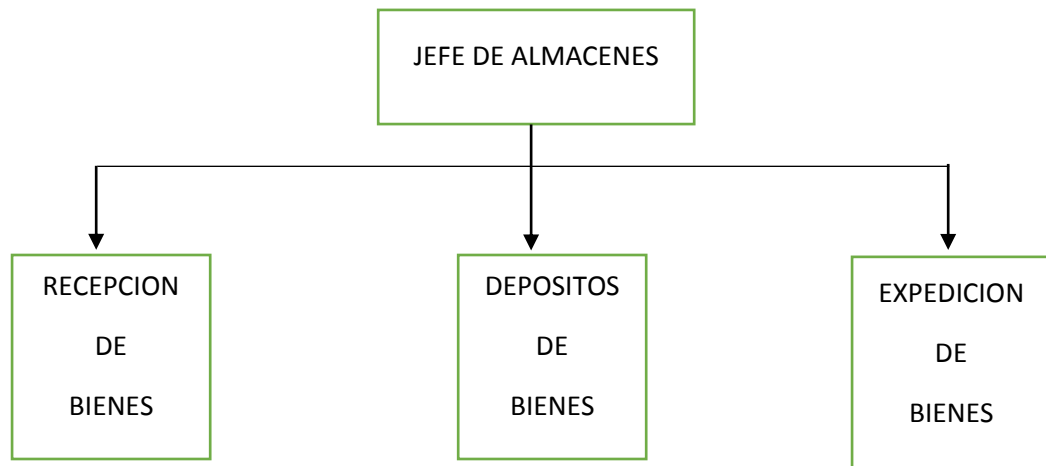 JEFE DE ALMACENES
RECEPCION
DE
BIENES
DEPOSITOS
DE
BIENES
EXPEDICION
DE
BIENES